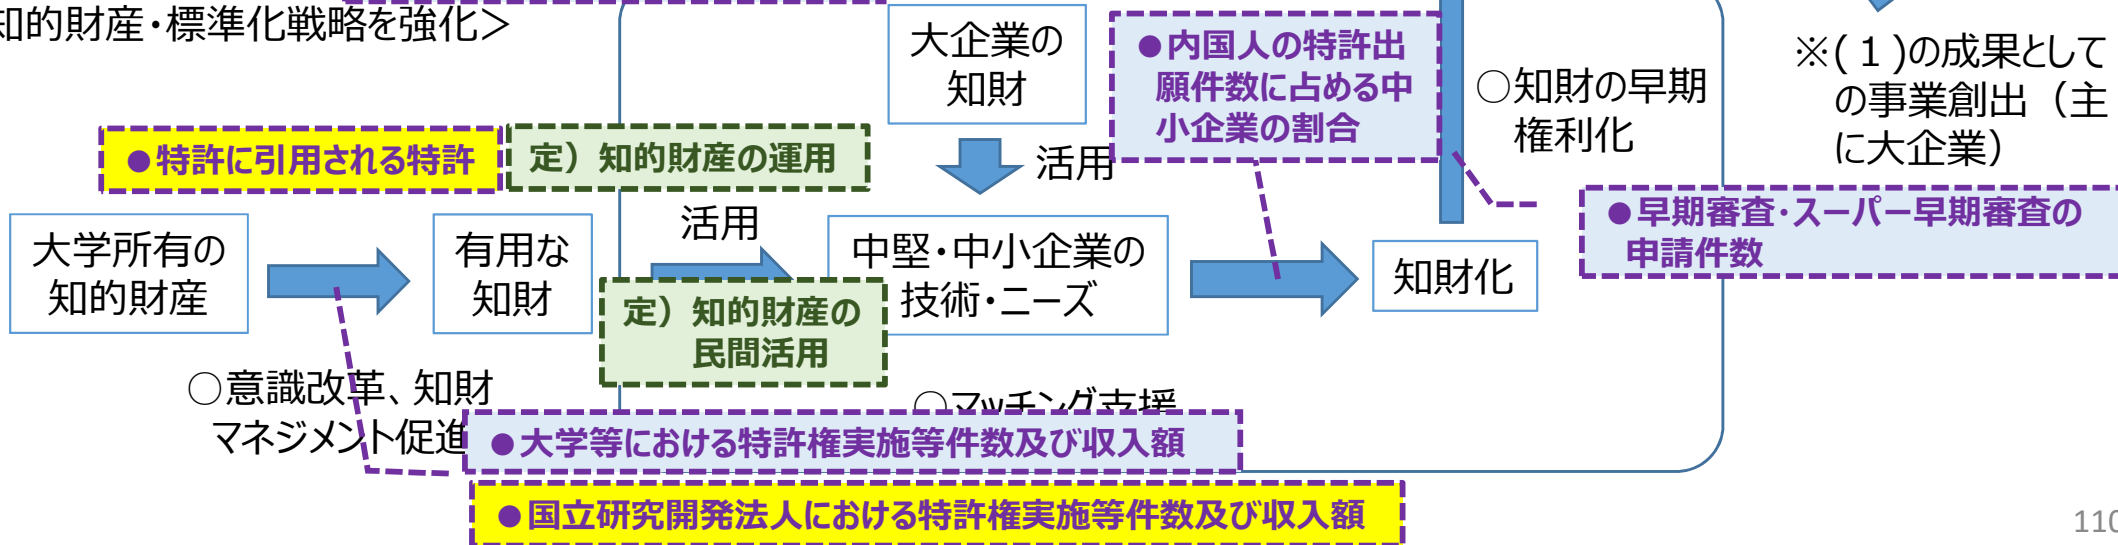 知的財産・標準化戦略を強化＞
大企業の
知財
●内国人の特許出
願件数に占める中
小企業の割合
○知財の早期
権利化
※(１)の成果として
の事業創出（主
に大企業）
●特許に引用される特許
定）知的財産の運用
活用
活用
●早期審査・スーパー早期審査の
申請件数
大学所有の
知的財産
有用な
知財
中堅・中小企業の
技術・ニーズ
知財化
定）知的財産の
民間活用
○意識改革、知財
マネジメント促進
○マッチング支援
●大学等における特許権実施等件数及び収入額
●国立研究開発法人における特許権実施等件数及び収入額
110